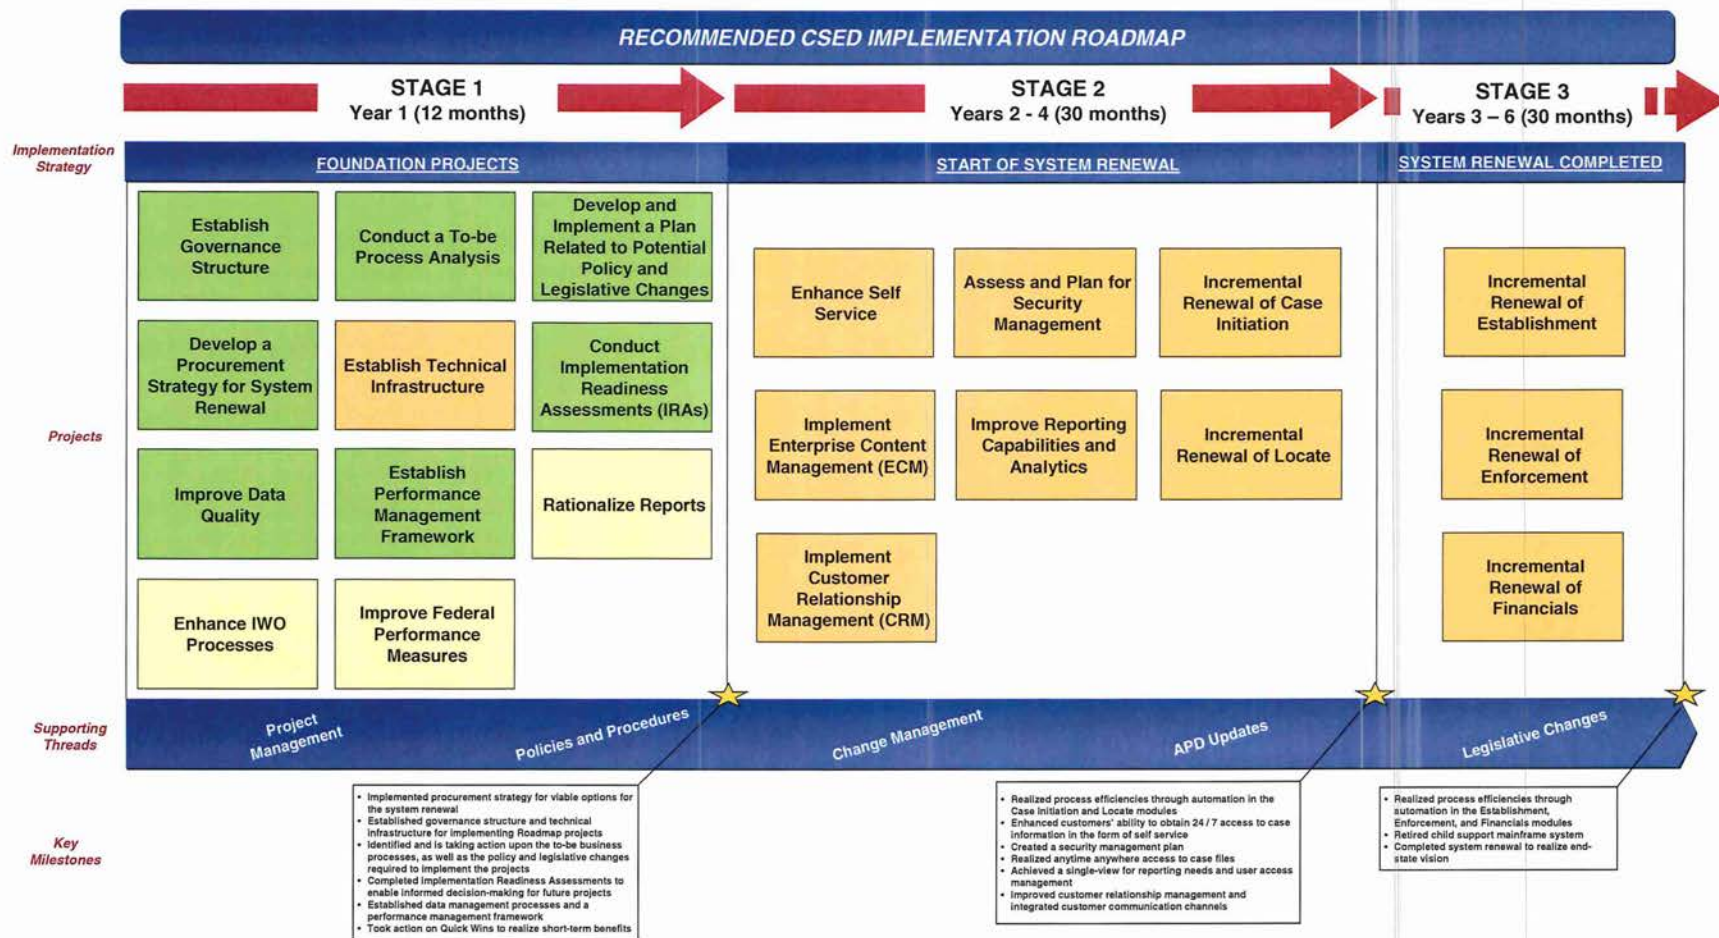 RECOMMENDED CSED IMPLEMENTATION ROADMAP
STAGE 1
Year 1 (12 months)
STAGE 2
Years 2 - 4 (30 months)
STAGE 3
Years 3 – 6 (30 months)
Implementation
Strategy
FOUNDATION PROJECTS
START OF SYSTEM RENEWAL
SYSTEM RENEWAL COMPLETED
Projects
Establish
Governance
Structure
Conduct a To-be
Process Analysis
Develop and
Implement a Plan
Related to Potential
Policy and
Legislative Changes
Develop a
Procurement
Strategy for System
Renewal
Establish Technical
Infrastructure
Conduct
Implementation
Readiness
Assessments (IRAs)
Improve Data
Quality
Establish
Performance
Management
Framework
Rationalize Reports
Enhance IWO
Processes
Improve Federal
Performance
Measures
Enhance Self
Service
Assess and Plan for
Security
Management
Incremental
Renewal of Case
Initiation
Implement
Enterprise Content
Management (ECM)
Improve Reporting
Capabilities and
Analytics
Incremental
Renewal of Locate
Implement
Customer
Relationship
Management (CRM)
Incremental
Renewal of
Establishment
Incremental
Renewal of
Enforcement
Incremental
Renewal of
Financials
Supporting
Threads
Project
Management
Policies and Procedures
Change Management
APD Updates
Legislative Changes
Key
Milestones
• Implemented procurement strategy for viable options for
the system renewal
• Established governance structure and technical
infrastructure for implementing Roadmap projects
• Identified and is taking action upon the to-be business
processes, as well as the policy and legislative changes
required to implement the projects
• Completed Implementation Readiness Assessments to
enable informed decision-making for future projects
• Established data management processes and a
performance management framework
• Took action on Quick Wins to realize short-term benefits
• Realized process efficiencies through automation in the
Case Initiation and Locate modules
• Enhanced customers' ability to obtain 24 / 7 access to case
information in the form of self service
• Created a security management plan
• Realized anytime anywhere access to case files
• Achieved a single-view for reporting needs and user access
management
• Improved customer relationship management and
integrated customer communication channels
• Realized process efficiencies through
automation in the Establishment,
Enforcement, and Financials modules
• Retired child support mainframe system
• Completed system renewal to realize end-
state vision